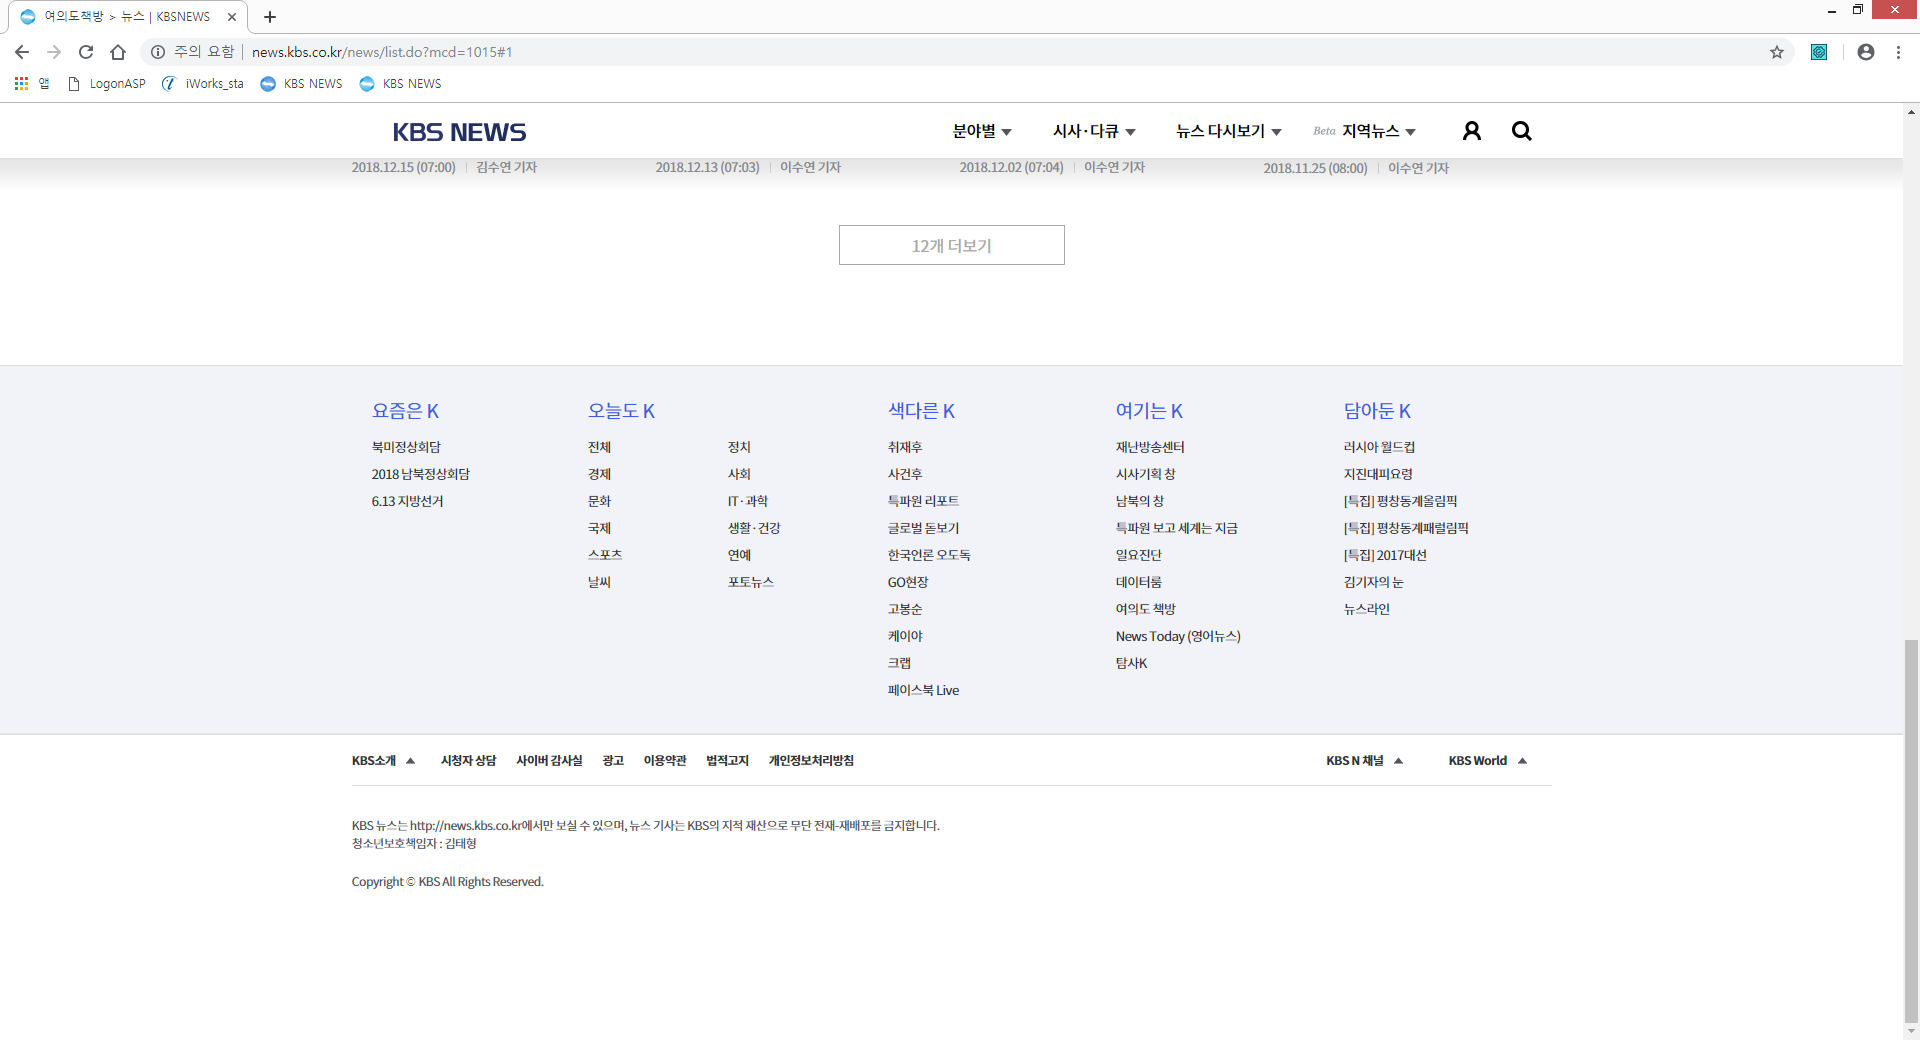 여의도책방 > 뉴스 | KBSNEWS
주의 요함 | news.kbs.co.kr/news/list.do?mcd=1015#1
앱 LogonASP iWorks_sta KBS NEWS KBS NEWS
KBS NEWS 분야별 시사·다큐 뉴스 다시보기 Beta 지역뉴스
2018.12.15 (07:00) 김수연 기자 2018.12.13 (07:03) 이수연 기자 2018.12.02 (07:04) 이수연 기자 2018.11.25 (08:00) 이수연 기자
12개 더보기
요즘은 K
북미정상회담
2018 남북정상회담
6.13 지방선거
오늘도 K
전체 정치
경제 사회
문화 IT·과학
국제 생활·건강
스포츠 연예
날씨 포토뉴스
색다른 K
취재후
사건후
특파원 리포트
글로벌 돋보기
한국언론 오도독
GO현장
고봉순
케이야
크랩
페이스북 Live
여기는 K
재난방송센터
시사기획 창
남북의 창
특파원 보고 세계는 지금
일요진단
데이터룸
여의도 책방
News Today (영어뉴스)
탐사K
담아둔 K
러시아 월드컵
지진대피요령
[특집] 평창동계올림픽
[특집] 평창동계패럴림픽
[특집] 2017대선
김기자의 눈
뉴스라인
KBS소개 시청자 상담 사이버 감사실 광고 이용약관 법적고지 개인정보처리방침 KBS N 채널 KBS World
KBS 뉴스는 http://news.kbs.co.kr에서만 보실 수 있으며, 뉴스 기사는 KBS의 지적 재산으로 무단 전재-재배포를 금지합니다.
청소년보호책임자 : 김태형
Copyright © KBS All Rights Reserved.